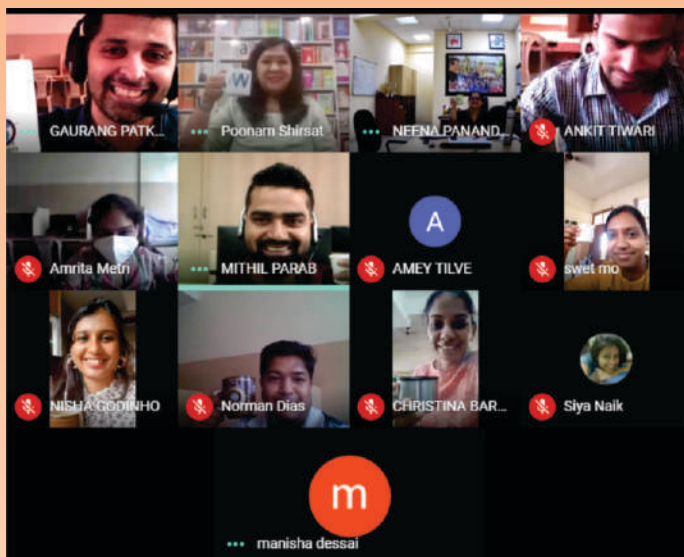 GAURANG PATK...
Poonam Shirsat
NEENA PANAND...
ANKIT TIWARI
Amrita Metri
MITHIL PARAB
A
AMEY TILVE
swet mo
NISHA GODINHO
Norman Dias
CHRISTINA BAR...
Siya Naik
m
manisha dessai